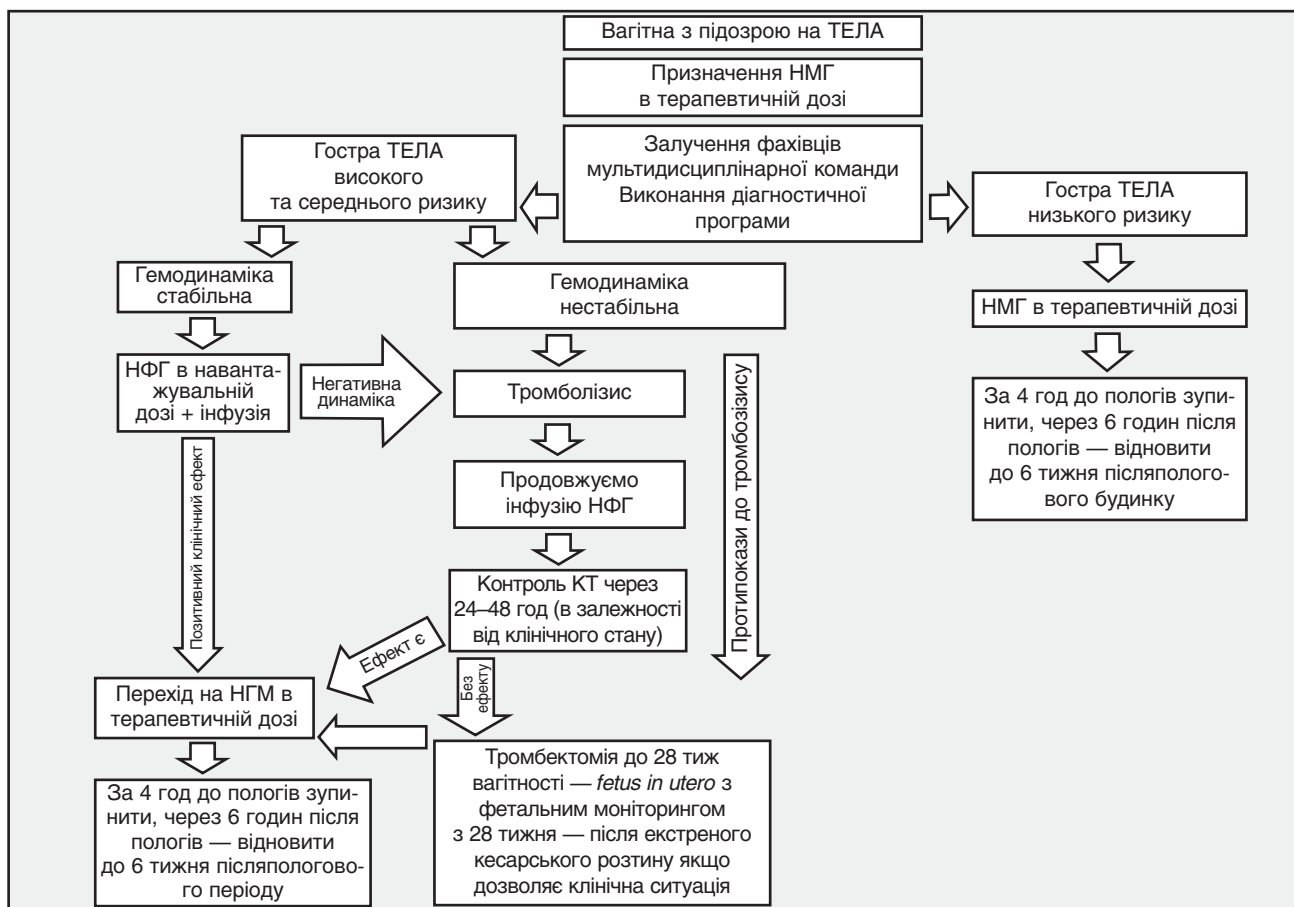 Вагітна з підозрою на ТЕЛА
Призначення НМГ
в терапевтичній дозі
Залучення фахівців
мультидисциплінарної команди
Виконання діагностичної
програми
Гостра ТЕЛА
високого
та середнього ризику
Гостра ТЕЛА
низького ризику
Гемодинаміка
стабільна
Гемодинаміка
нестабільна
НМГ в терапевтичній дозі
НФГ в наванта-
жувальній
дозі + інфузія
Негативна
динаміка
Тромболізис
За 4 год до пологів зупи-
нити, через 6 годин після
пологів — відновити
до 6 тижня післяполого-
вого будинку
Продовжуємо
інфузію НФГ
Позитивний клінічний ефект
Протипокази до тромбозізису
Контроль КТ через
24–48 год (в залежності
від клінічного стану)
Ефект є
Без
ефекту
Перехід на НГМ в
терапевтичній дозі
Тромбектомія до 28 тиж
вагітності — fetus in utero з
фетальним моніторингом
з 28 тижня — після екстреного
кесарського розтину якщо
дозволяє клінічна ситуація
За 4 год до пологів зупи-
нити, через 6 годин після
пологів — відновити
до 6 тижня післяпологово-
го періоду